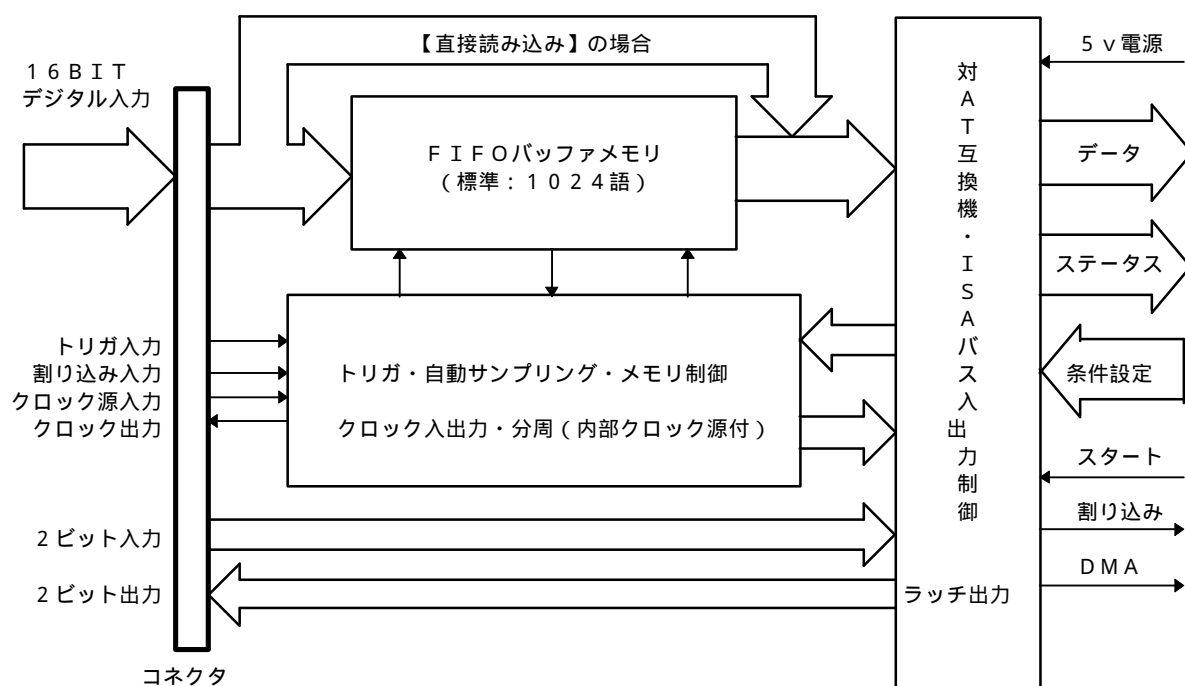 【直接読み込み】の場合
１６ＢＩＴ
デジタル入力
ＦＩＦＯバッファメモリ
（標準：１０２４語）
トリガ入力
割り込み入力
クロック源入力
クロック出力
トリガ・自動サンプリング・メモリ制御
クロック入出力・分周（内部クロック源付）
２ビット入力
２ビット出力
コネクタ
対ＡＴ互換機・ＩＳＡバス入出力制御
ラッチ出力
５ｖ電源
データ
ステータス
条件設定
スタート
割り込み
ＤＭＡ